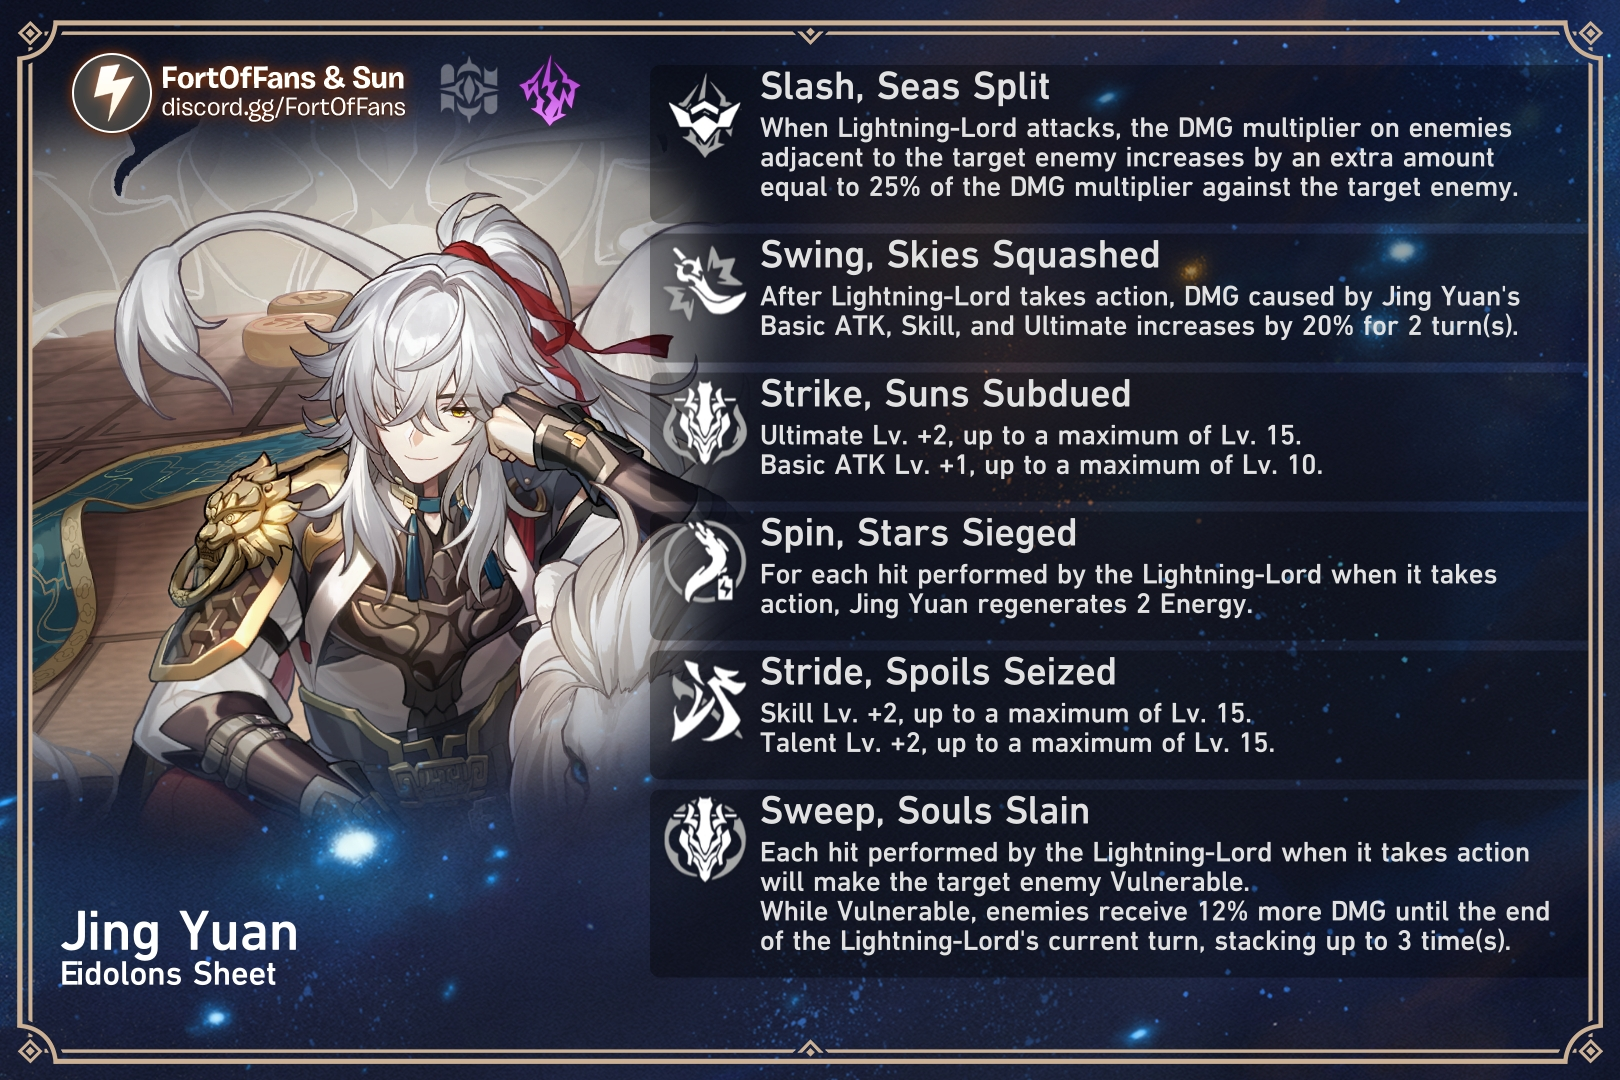 FortOfFans & Sun
discord.gg/FortOfFans
Slash, Seas Split
When Lightning-Lord attacks, the DMG multiplier on enemies
adjacent to the target enemy increases by an extra amount
equal to 25% of the DMG multiplier against the target enemy.
Swing, Skies Squashed
After Lightning-Lord takes action, DMG caused by Jing Yuan's
Basic ATK, Skill, and Ultimate increases by 20% for 2 turn(s).
Strike, Suns Subdued
Ultimate Lv. +2, up to a maximum of Lv. 15.
Basic ATK Lv. +1, up to a maximum of Lv. 10.
Spin, Stars Sieged
For each hit performed by the Lightning-Lord when it takes
action, Jing Yuan regenerates 2 Energy.
Stride, Spoils Seized
Skill Lv. +2, up to a maximum of Lv. 15.
Talent Lv. +2, up to a maximum of Lv. 15.
Sweep, Souls Slain
Each hit performed by the Lightning-Lord when it takes action
will make the target enemy Vulnerable.
While Vulnerable, enemies receive 12% more DMG until the end
of the Lightning-Lord's current turn, stacking up to 3 time(s).
Jing Yuan
Eidolons Sheet